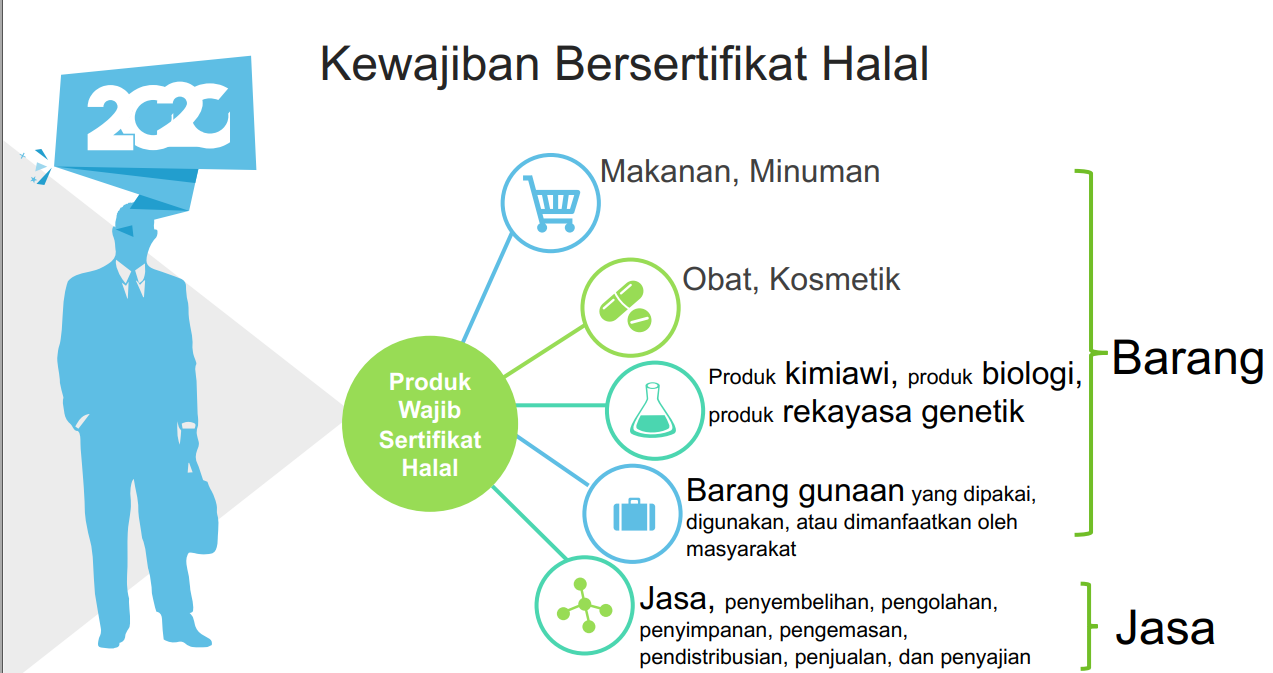 Kewajiban Bersertifikat Halal
2020
Makanan, Minuman
Obat, Kosmetik
Produk kimiawi, produk biologi,
produk rekayasa genetik
Barang
Produk
Wajib
Sertifikat
Halal
Barang gunaan yang dipakai,
digunakan, atau dimanfaatkan oleh
masyarakat
Jasa, penyembelihan, pengolahan,
penyimpanan, pengemasan,
pendistribusian, penjualan, dan penyajian
Jasa